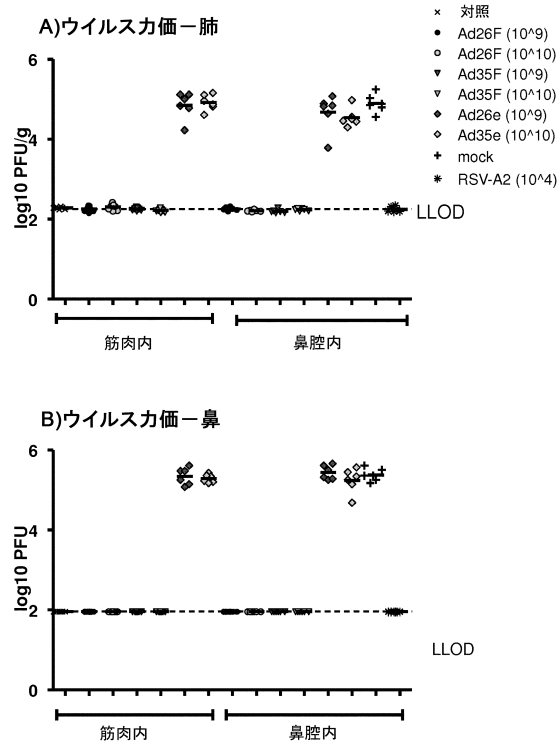 A)ウイルス力価－肺
× 対照
Ad26F (10^9)
Ad26F (10^10)
Ad35F (10^9)
Ad35F (10^10)
Ad26e (10^9)
Ad35e (10^10)
mock
RSV-A2 (10^4)
log10 PFU/g
6
4
2
0
LLOD
筋肉内
鼻腔内
B)ウイルス力価－鼻
log10 PFU
6
4
2
0
LLOD
筋肉内
鼻腔内